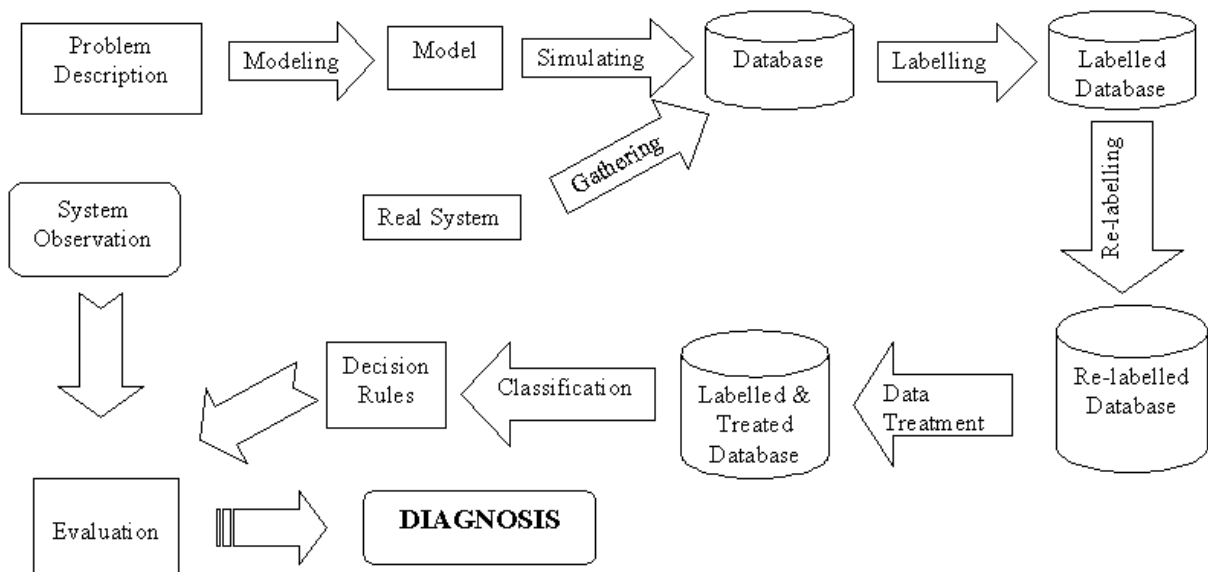 Problem
Description
Modeling
Model
Simulating
Database
Labelling
Labelled
Database
Gathering
Real System
Re-labelling
System
Observation
Re-labelled
Database
Data
Treatment
Labelled &
Treated
Database
Classification
Decision
Rules
Evaluation
DIAGNOSIS